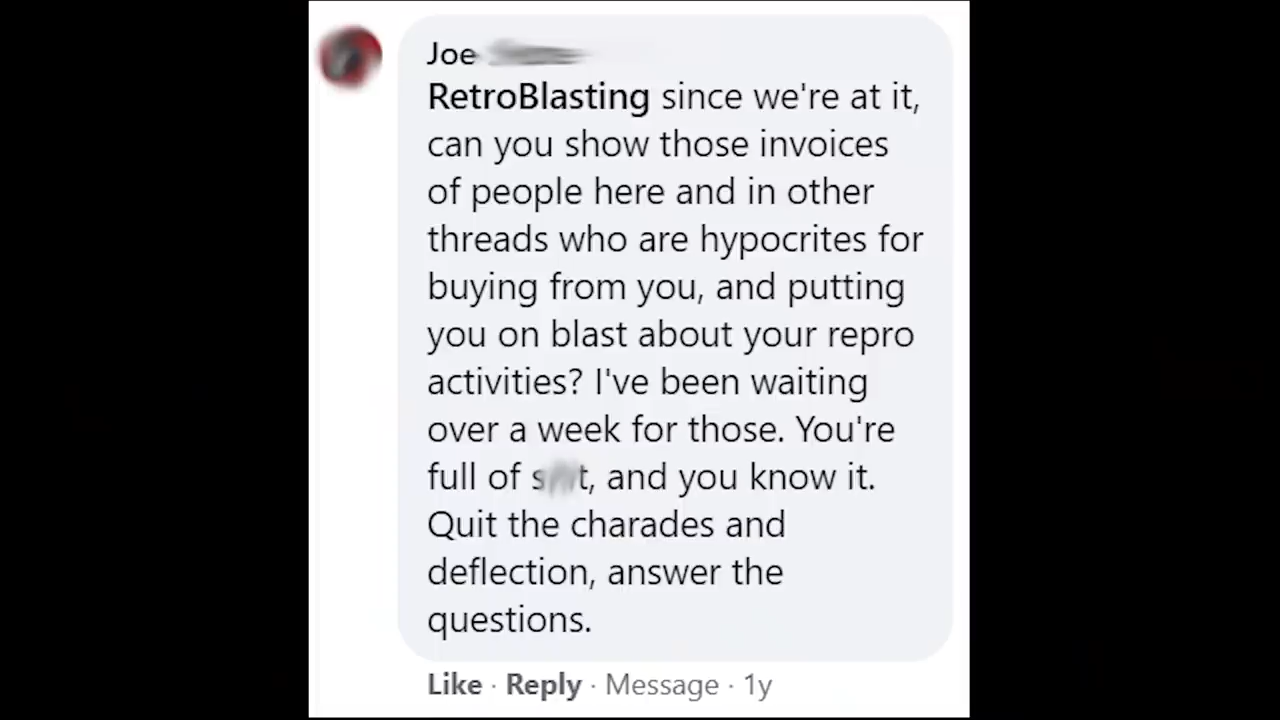 Joe
RetroBlasting since we're at it,
can you show those invoices
of people here and in other
threads who are hypocrites for
buying from you, and putting
you on blast about your repro
activities? I've been waiting
over a week for those. You're
full of, and you know it.
Quit the charades and
deflection, answer the
questions.
Like · Reply · Message · 1y